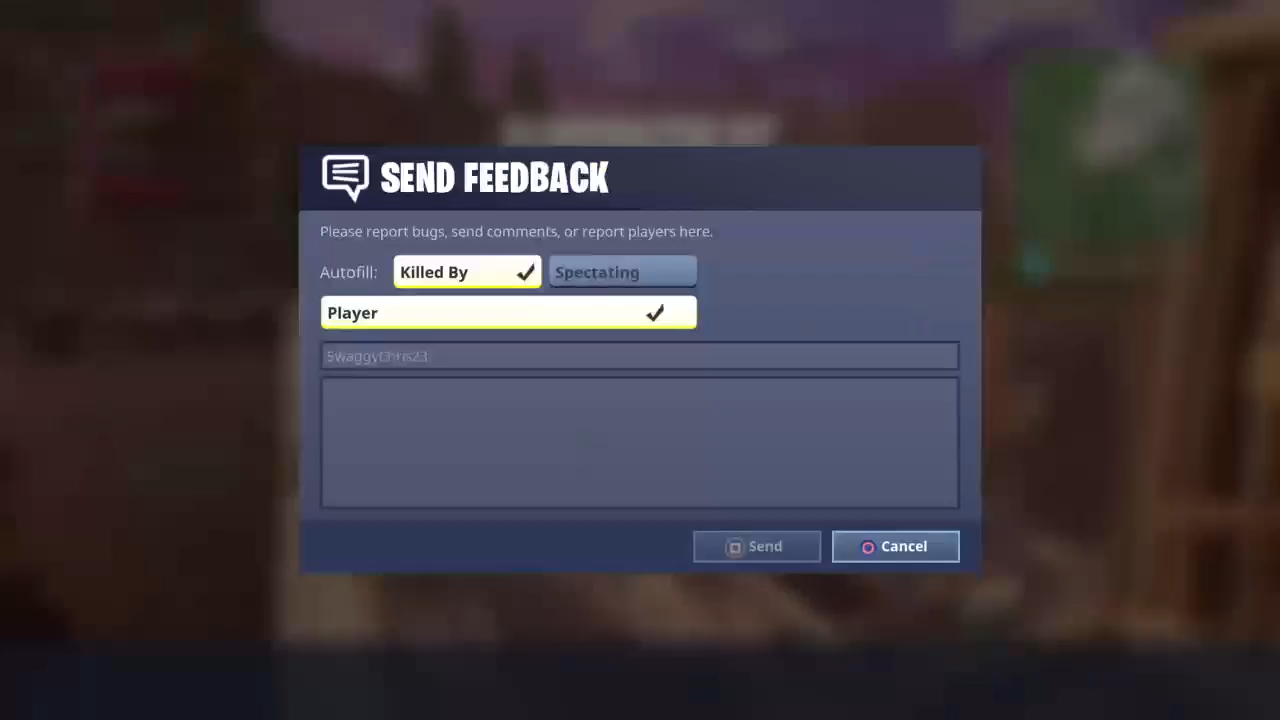 SEND FEEDBACK
Please report bugs, send comments, or report players here.
Autofill: Killed By Spectating
Player
Send Cancel